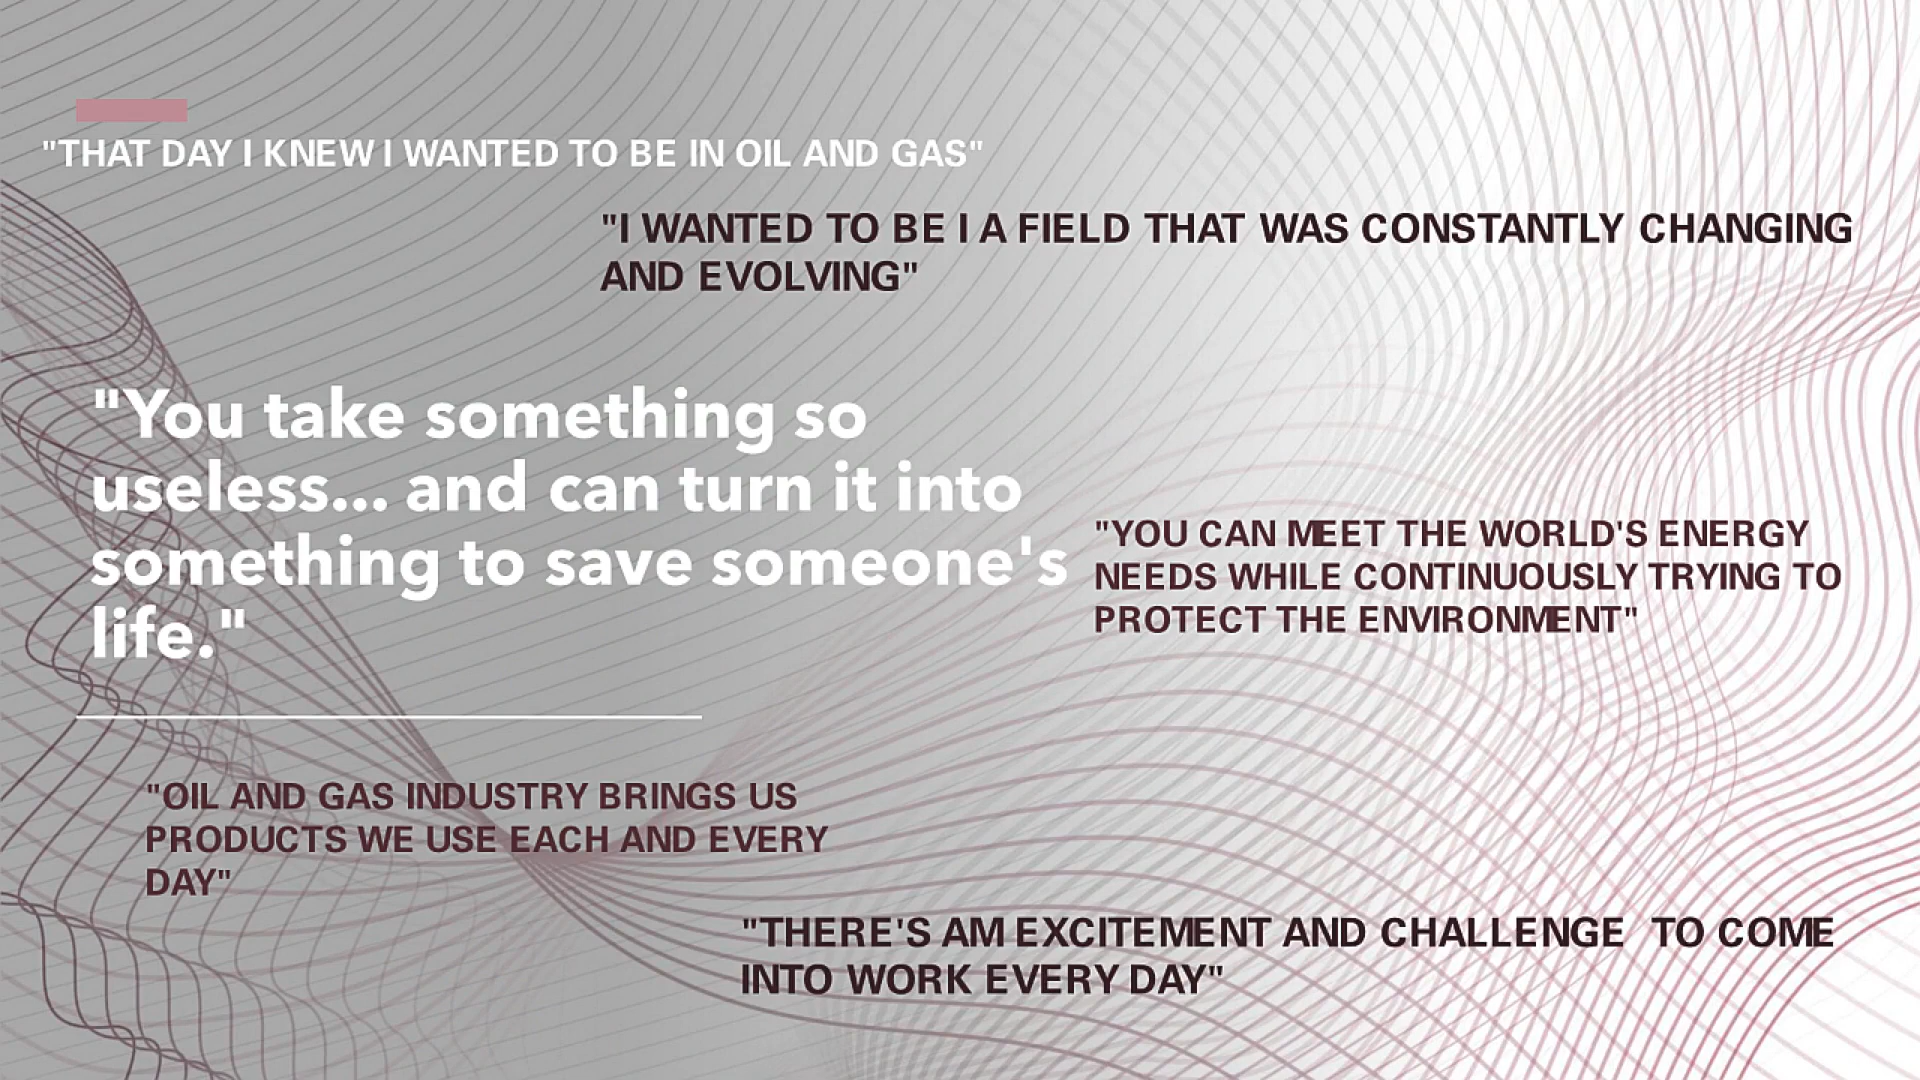 "THAT DAY I KNEW I WANTED TO BE IN OIL AND GAS"
"I WANTED TO BE I A FIELD THAT WAS CONSTANTLY CHANGING
AND EVOLVING"
"You take something so
useless... and can turn it into
something to save someone's
life."
"YOU CAN MEET THE WORLD'S ENERGY
NEEDS WHILE CONTINUOUSLY TRYING TO
PROTECT THE ENVIRONMENT"
"OIL AND GAS INDUSTRY BRINGS US
PRODUCTS WE USE EACH AND EVERY
DAY"
"THERE'S AM EXCITEMENT AND CHALLENGE  TO COME
INTO WORK EVERY DAY"